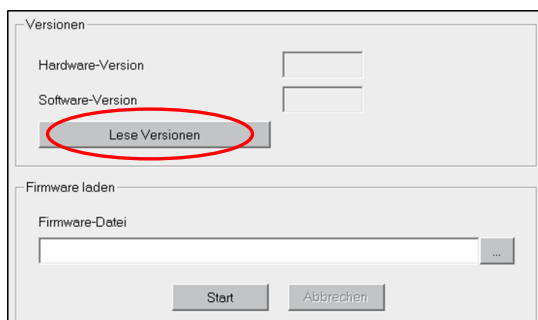 Versionen
Hardware-Version
Software-Version
Lese Versionen
Firmware laden
Firmware-Datei
...
Start Abbrechen